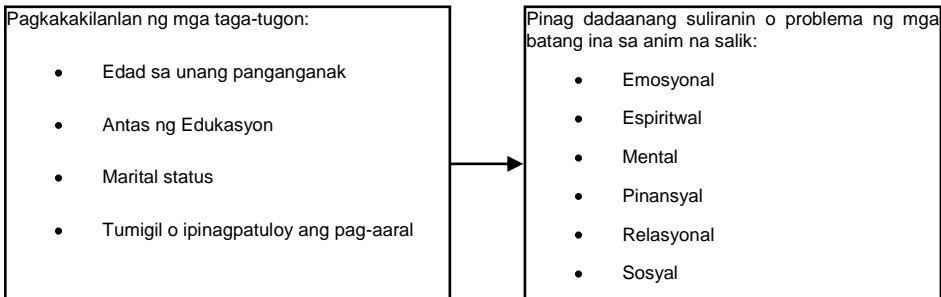 Pagkakakilanlan ng mga taga-tugon:
• Edad sa unang panganganak
• Antas ng Edukasyon
• Marital status
• Tumigil o ipinagpatuloy ang pag-aaral
Pinag dadaanang suliranin o problema ng mga
batang ina sa anim na salik:
• Emosyonal
• Espiritwal
• Mental
• Pinansyal
• Relasyonal
• Sosyal